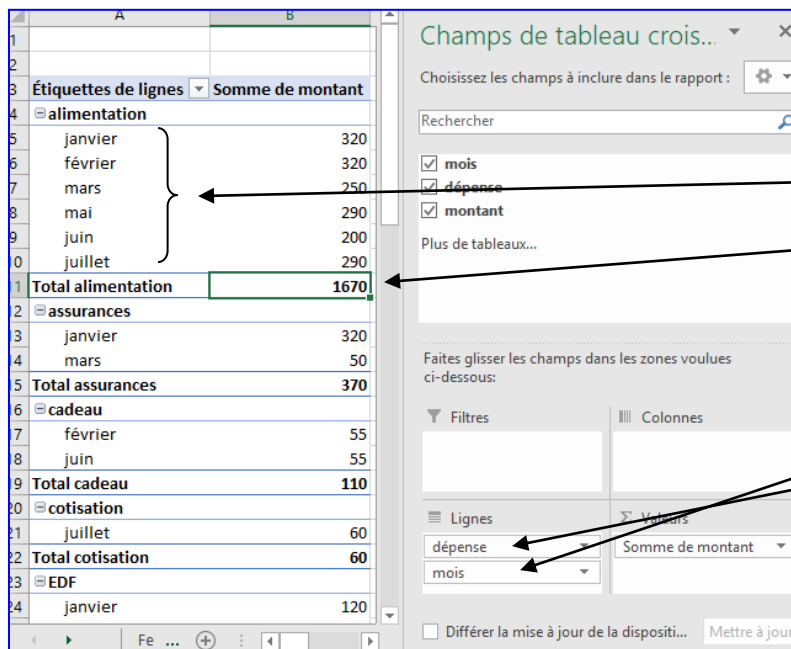 A B
1
2
3 Étiquettes de lignes Somme de montant
4 alimentation
5 janvier 320
6 février 320
7 mars 250
8 mai 290
9 juin 200
10 juillet 290
11 Total alimentation 1670
12 assurances
13 janvier 320
14 mars 50
15 Total assurances 370
16 cadeau
17 février 55
18 juin 55
19 Total cadeau 110
20 cotisation
21 juillet 60
22 Total cotisation 60
23 EDF
24 janvier 120
Fe ...
Champs de tableau crois...
Choisissez les champs à inclure dans le rapport :
Rechercher
mois
dépense
montant
Plus de tableaux...
Faites glisser les champs dans les zones voulues
ci-dessous:
Filtres
Colonnes
Lignes
Σ Valeurs
dépense
Somme de montant
mois
Différer la mise à jour de la dispositi...
Mettre à jour